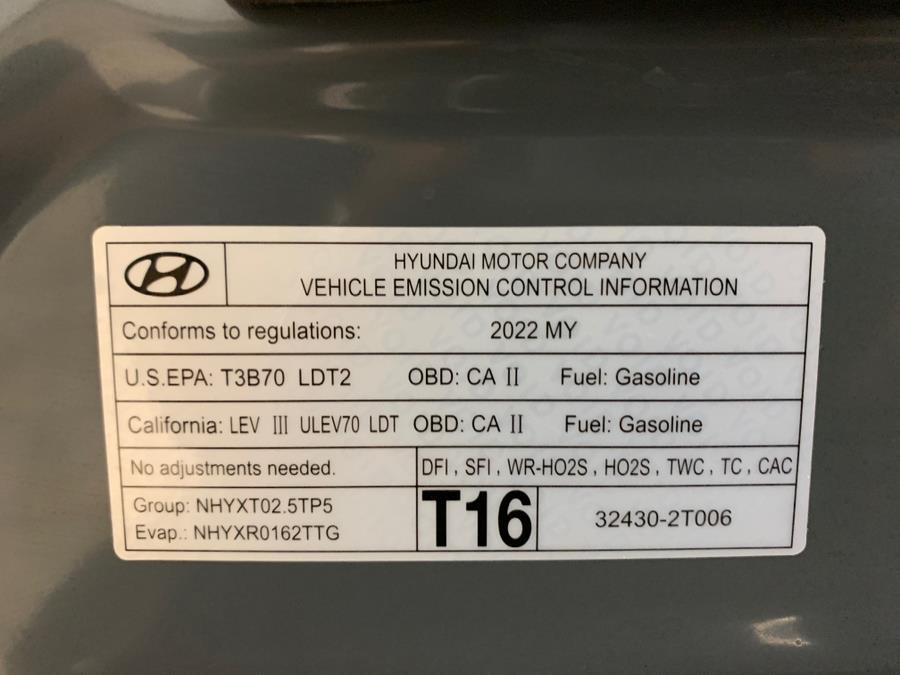 HYUNDAI MOTOR COMPANY
VEHICLE EMISSION CONTROL INFORMATION
Conforms to regulations: 2022 MY
U.S.EPA: T3B70 LDT2 OBD: CA II Fuel: Gasoline
California: LEV III ULEV70 LDT OBD: CA II Fuel: Gasoline
No adjustments needed. DFI , SFI , WR-HO2S , HO2S , TWC , TC , CAC
Group: NHYXT02.5TP5
Evap.: NHYXR0162TTG
T16
32430-2T006